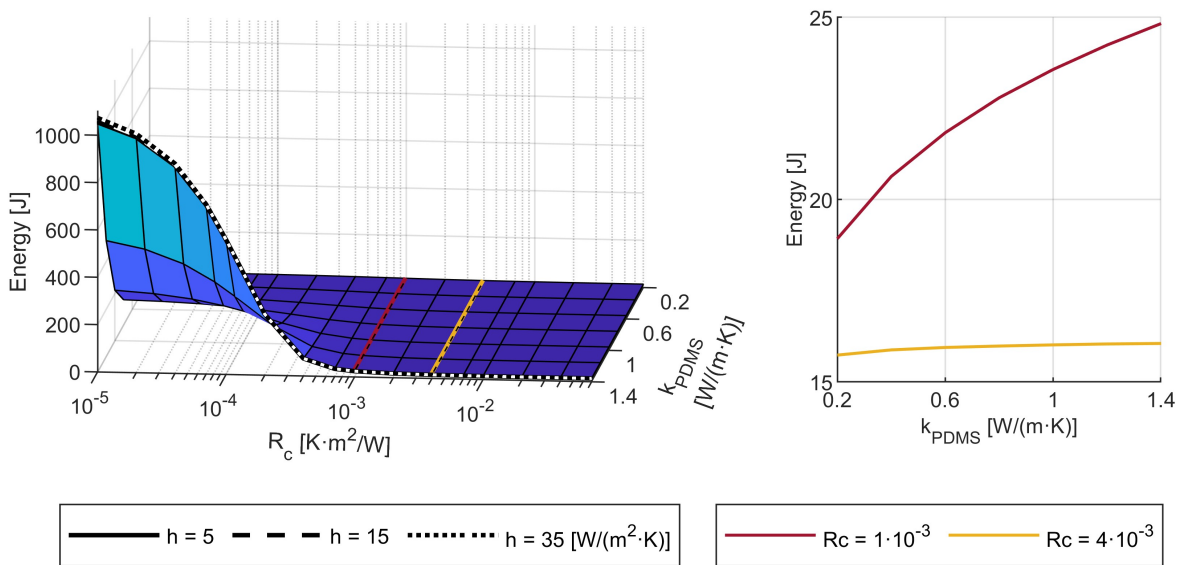 1000
800
600
400
200
0
Energy [J]
10^-5
10^-4
10^-3
10^-2
R_c [K·m^2/W]
0.2
0.6
1
1.4
k_PDMS
[W/(m·K)]
25
20
15
Energy [J]
0.2
0.6
1
1.4
k_PDMS [W/(m·K)]
h = 5 h = 15 h = 35 [W/(m^2·K)]
Rc = 1·10^-3 Rc = 4·10^-3